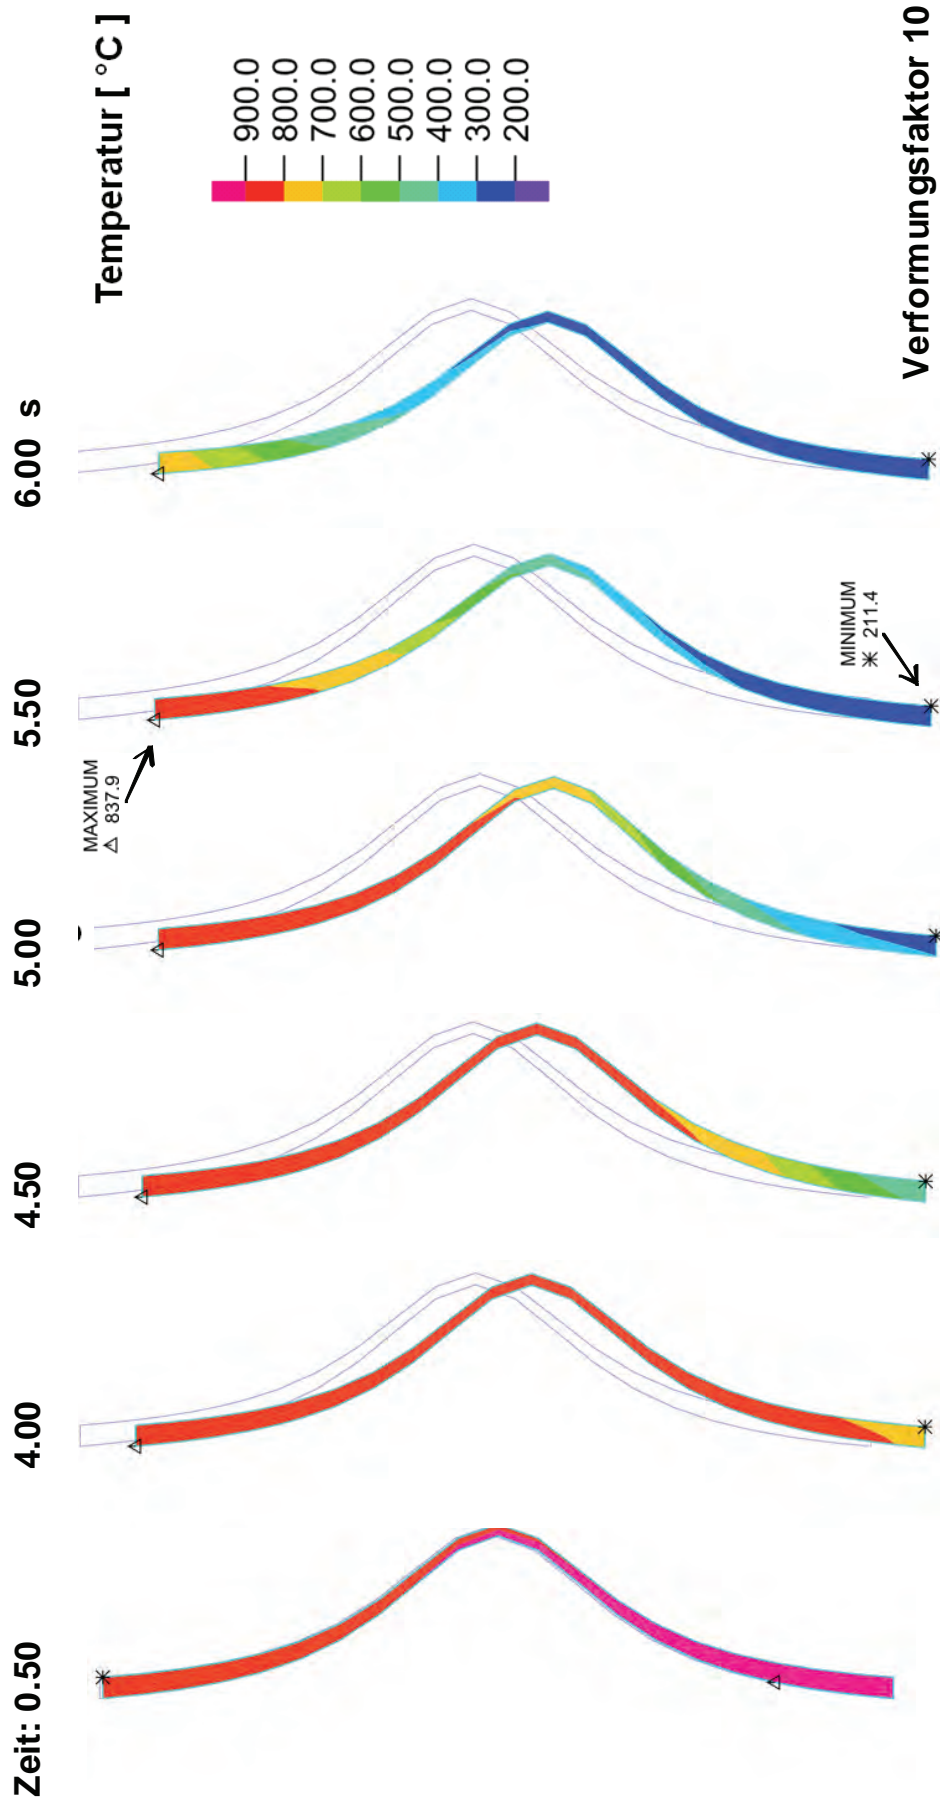 Zeit: 0.50
4.00
4.50
5.00
5.50
6.00 s
MAXIMUM
△ 837.9
MINIMUM
✳ 211.4
Temperatur [ °C ]
900.0
800.0
700.0
600.0
500.0
400.0
300.0
200.0
Verformungsfaktor 10